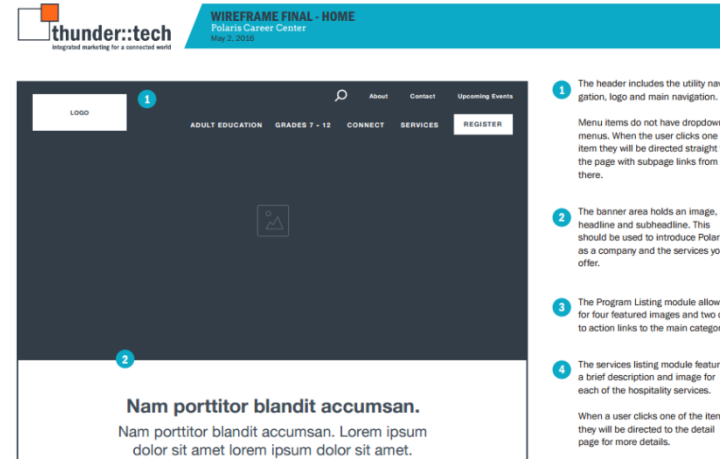 thunder::tech
integrated marketing for a connected world
WIREFRAME FINAL - HOME
Polaris Career Center
May 2, 2016
LOGO
1
About Contact Upcoming Events
ADULT EDUCATION GRADES 7 - 12 CONNECT SERVICES REGISTER
2
Nam porttitor blandit accumsan.
Nam porttitor blandit accumsan. Lorem ipsum
dolor sit amet lorem ipsum dolor sit amet.
1
The header includes the utility nav
gation, logo and main navigation.
Menu items do not have dropdown
menus. When the user clicks one
item they will be directed straight
the page with subpage links from
there.
2
The banner area holds an image,
headline and subheadline. This
should be used to introduce Polar
as a company and the services yo
offer.
3
The Program Listing module allow
for four featured images and two
to action links to the main categor
4
The services listing module featur
a brief description and image for
each of the hospitality services.
When a user clicks one of the item
they will be directed to the detail
page for more details.